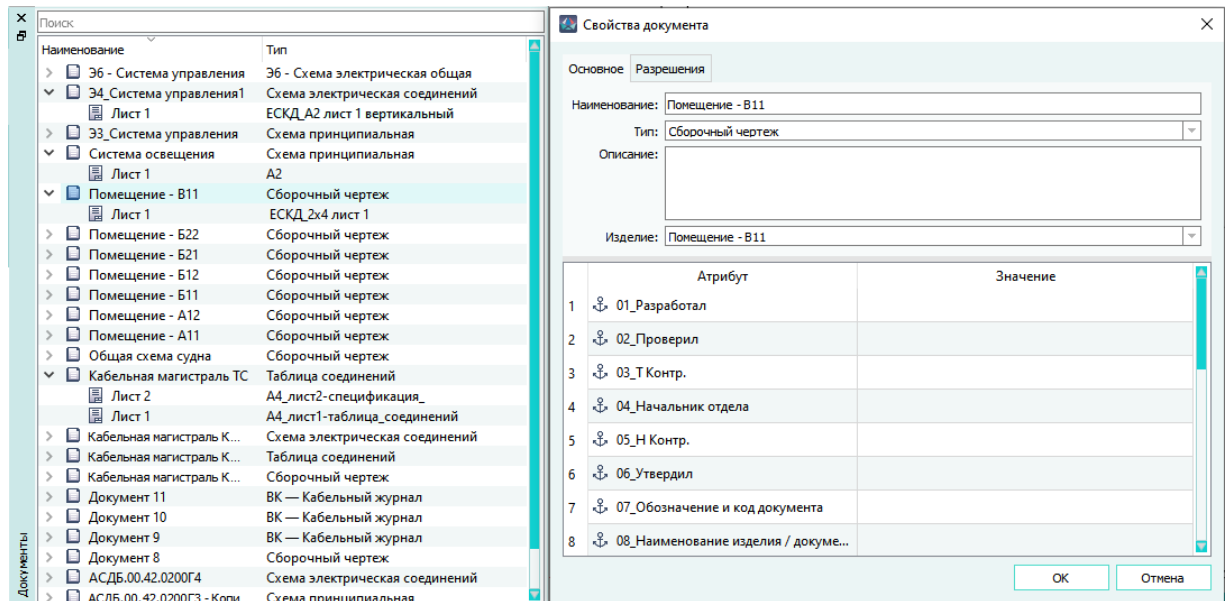 Поиск
Наименование Тип
Э6 - Система управления Э6 - Схема электрическая общая
Э4_Система управления1 Схема электрическая соединений
Лист 1 ЕСКД_А2 лист 1 вертикальный
Э3_Система управления Схема принципиальная
Система освещения Схема принципиальная
Лист 1 А2
Помещение - В11 Сборочный чертеж
Лист 1 ЕСКД_2х4 лист 1
Помещение - Б22 Сборочный чертеж
Помещение - Б21 Сборочный чертеж
Помещение - Б12 Сборочный чертеж
Помещение - Б11 Сборочный чертеж
Помещение - А12 Сборочный чертеж
Помещение - А11 Сборочный чертеж
Общая схема судна Сборочный чертеж
Кабельная магистраль ТС Таблица соединений
Лист 2 А4_лист2-спецификация_
Лист 1 А4_лист1-таблица_соединений
Кабельная магистраль К... Схема электрическая соединений
Кабельная магистраль К... Таблица соединений
Кабельная магистраль К... Сборочный чертеж
Документ 11 ВК — Кабельный журнал
Документ 10 ВК — Кабельный журнал
Документ 9 ВК — Кабельный журнал
Документ 8 Сборочный чертеж
АСДБ.00.42.0200Г4 Схема электрическая соединений
АСДБ.00.42.0200Г3 - Копи Схема принципиальная
Документы
Свойства документа
Основное Разрешения
Наименование: Помещение - В11
Тип: Сборочный чертеж
Описание:
Изделие: Помещение - В11
Атрибут Значение
1 01_Разработал
2 02_Проверил
3 03_Т Контр.
4 04_Начальник отдела
5 05_Н Контр.
6 06_Утвердил
7 07_Обозначение и код документа
8 08_Наименование изделия / докуме...
ОК Отмена